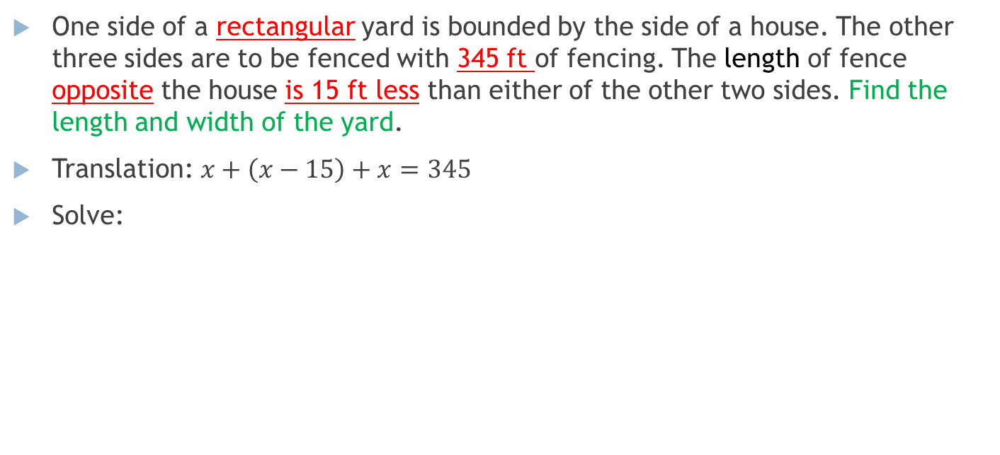 One side of a rectangular yard is bounded by the side of a house. The other
three sides are to be fenced with 345 ft of fencing. The length of fence
opposite the house is 15 ft less than either of the other two sides. Find the
length and width of the yard.
Translation: x + (x − 15) + x = 345
Solve: